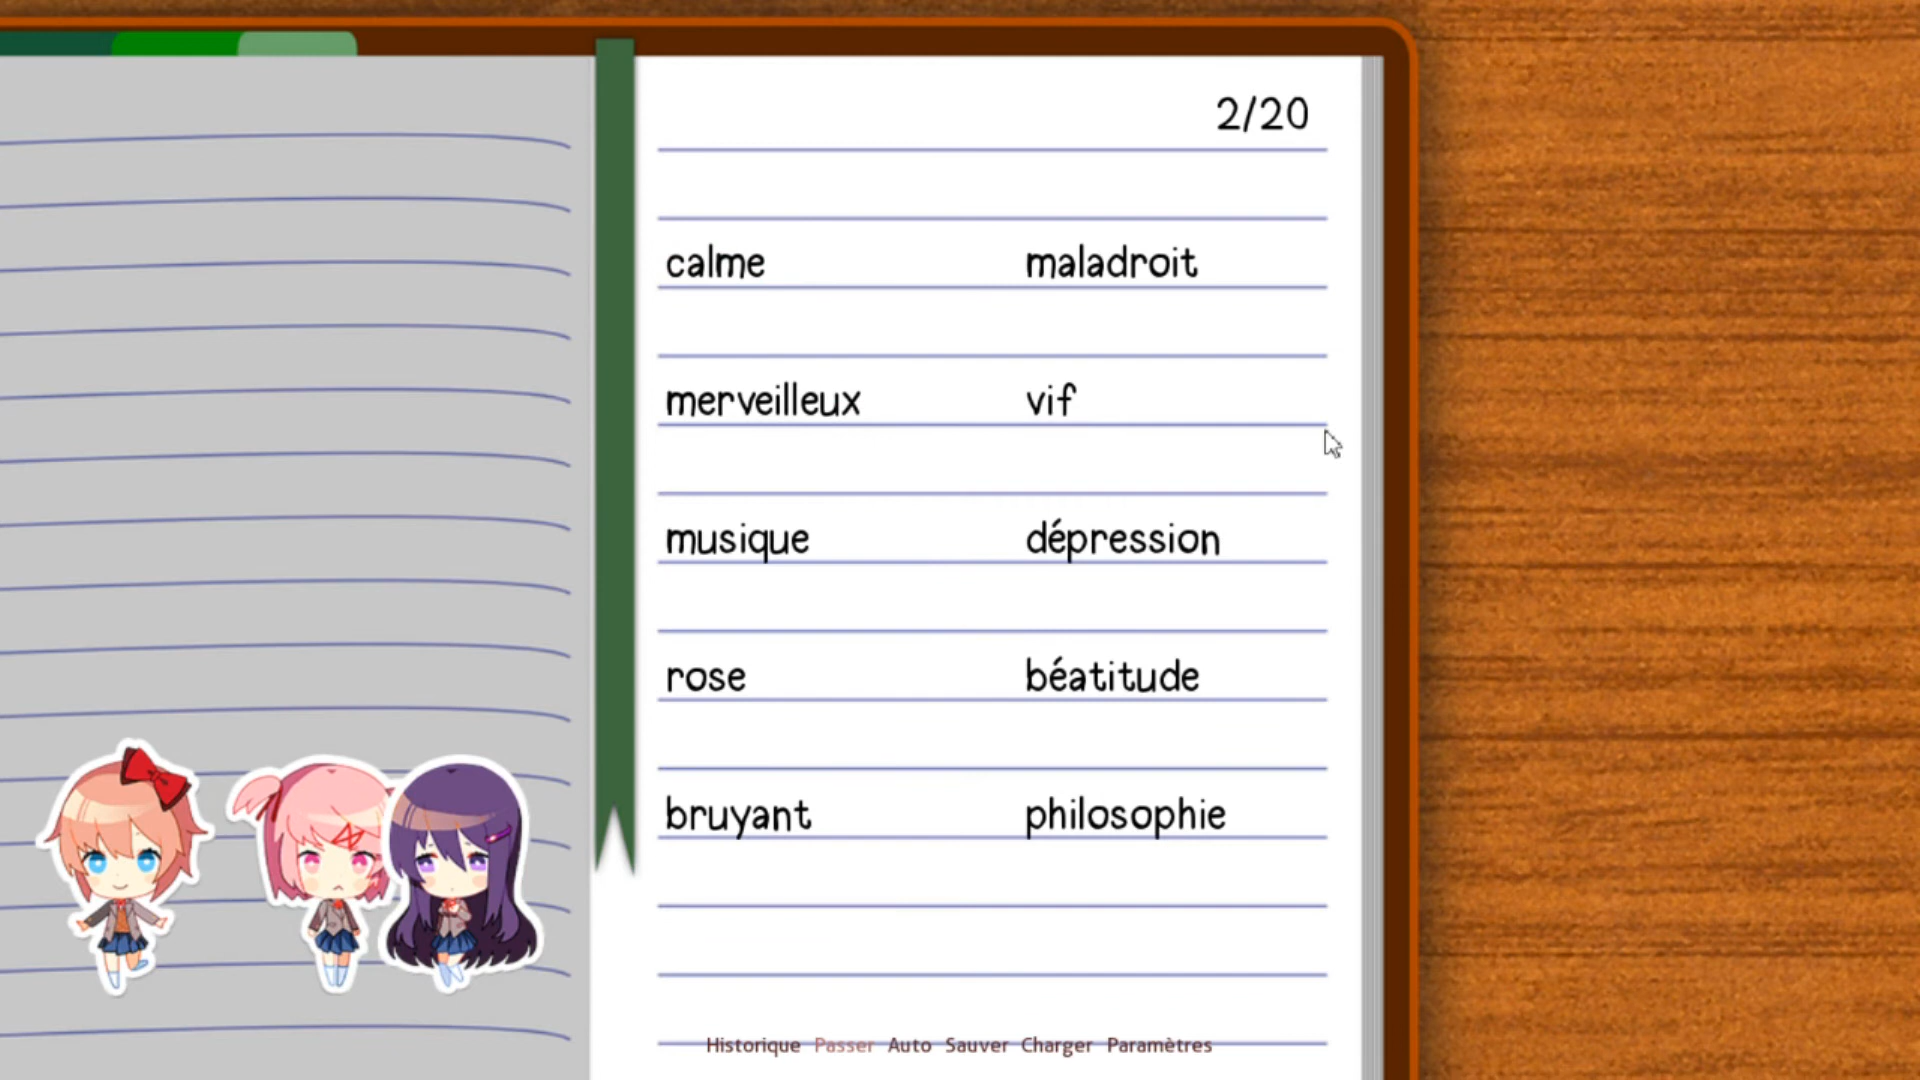 2/20
calme maladroit
merveilleux vif
musique dépression
rose béatitude
bruyant philosophie
Historique Passer Auto Sauver Charger Paramètres